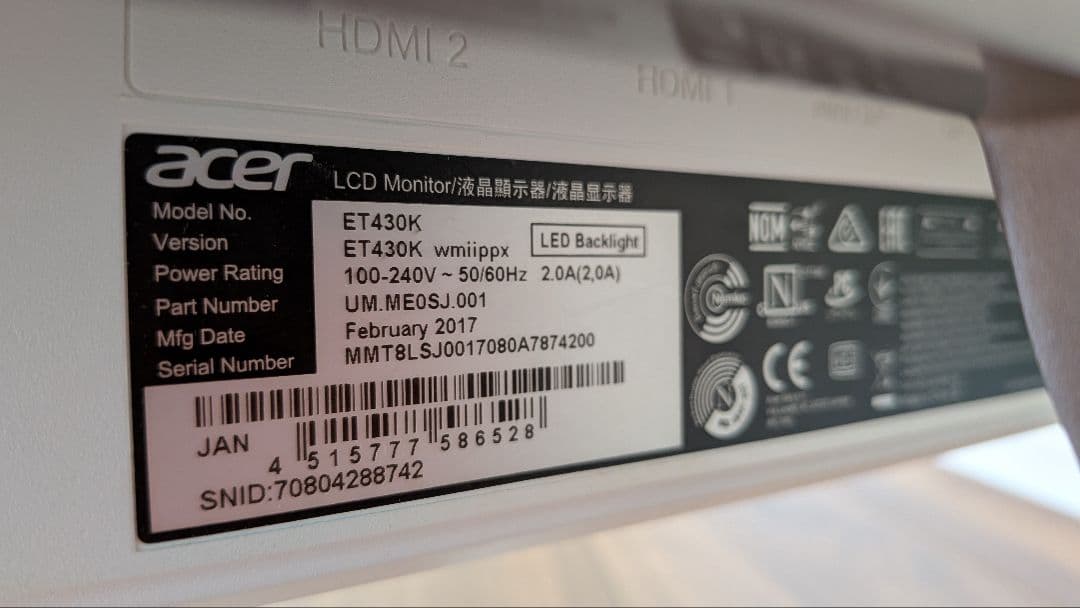 HDMI 2
HDMI 1
acer LCD Monitor/液晶顯示器/液晶显示器
Model No. ET430K
Version ET430K wmiippx LED Backlight
Power Rating 100-240V ~ 50/60Hz 2.0A(2,0A)
Part Number UM.ME0SJ.001
Mfg Date February 2017
Serial Number MMT8LSJ0017080A7874200
JAN 4 515777 586528
SNID:70804288742
NOM
N
CE